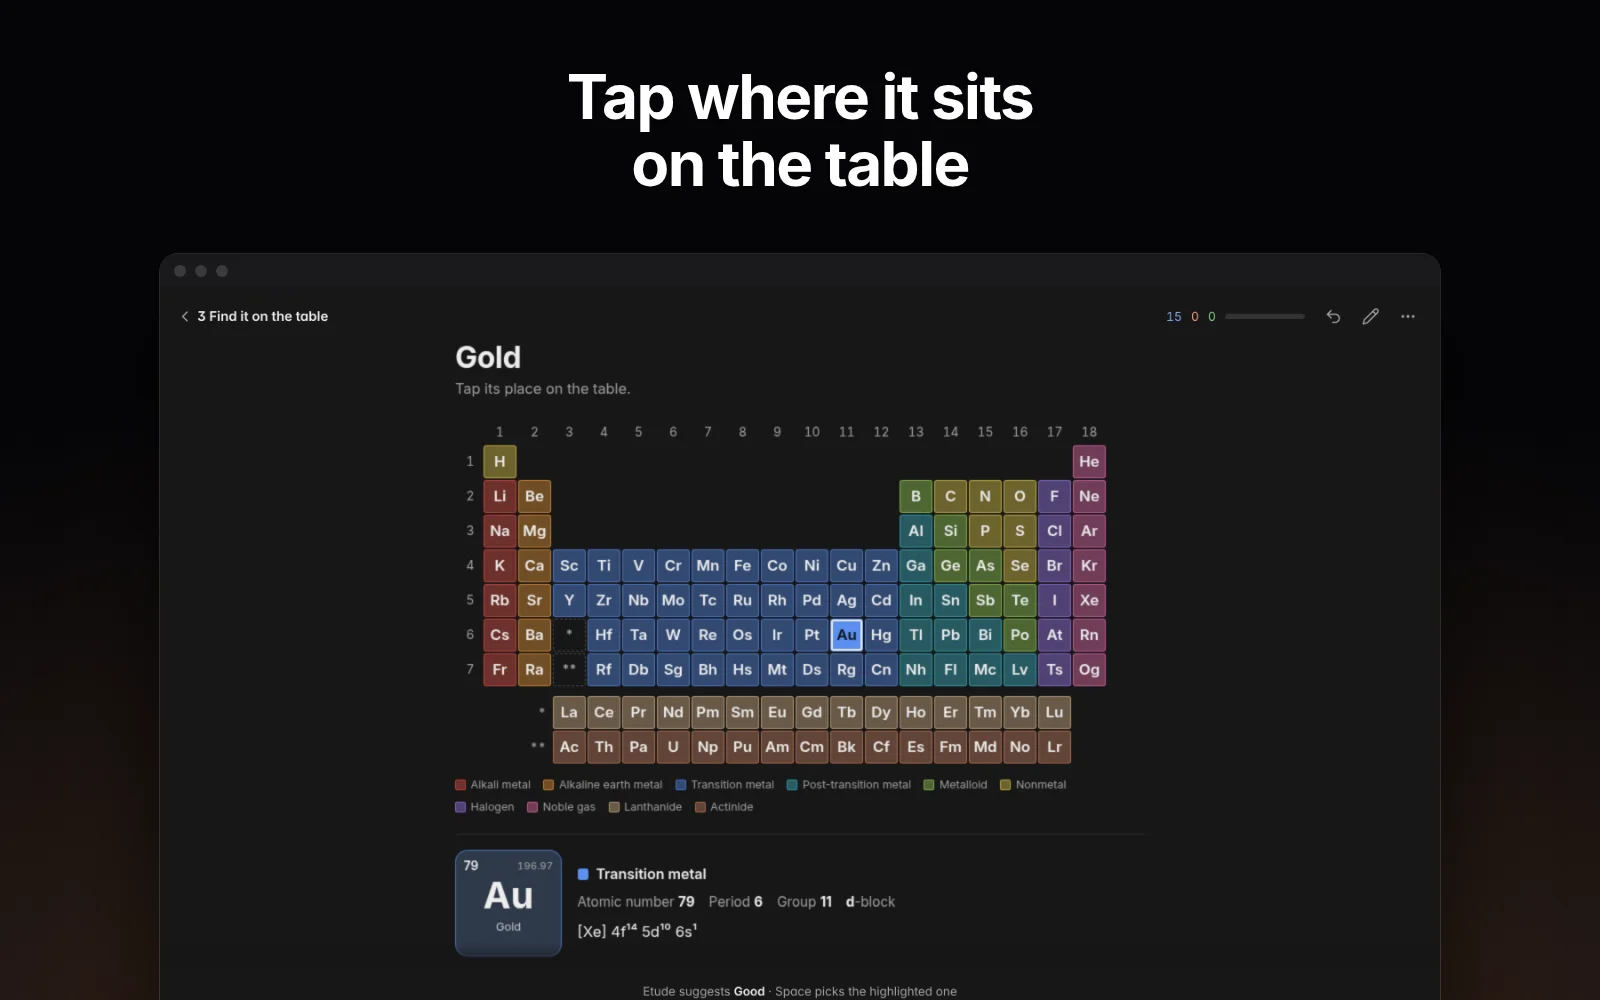 Tap where it sits
on the table
3 Find it on the table
15 0 0
Gold
Tap its place on the table.
1 2 3 4 5 6 7 8 9 10 11 12 13 14 15 16 17 18
1 H He
2 Li Be B C N O F Ne
3 Na Mg Al Si P S Cl Ar
4 K Ca Sc Ti V Cr Mn Fe Co Ni Cu Zn Ga Ge As Se Br Kr
5 Rb Sr Y Zr Nb Mo Tc Ru Rh Pd Ag Cd In Sn Sb Te I Xe
6 Cs Ba * Hf Ta W Re Os Ir Pt Au Hg Tl Pb Bi Po At Rn
7 Fr Ra ** Rf Db Sg Bh Hs Mt Ds Rg Cn Nh Fl Mc Lv Ts Og
* La Ce Pr Nd Pm Sm Eu Gd Tb Dy Ho Er Tm Yb Lu
** Ac Th Pa U Np Pu Am Cm Bk Cf Es Fm Md No Lr
Alkali metal Alkaline earth metal Transition metal Post-transition metal Metalloid Nonmetal
Halogen Noble gas Lanthanide Actinide
79 196.97
Au
Gold
Transition metal
Atomic number 79 Period 6 Group 11 d-block
[Xe] 4f¹⁴ 5d¹⁰ 6s¹
Etude suggests Good · Space picks the highlighted one